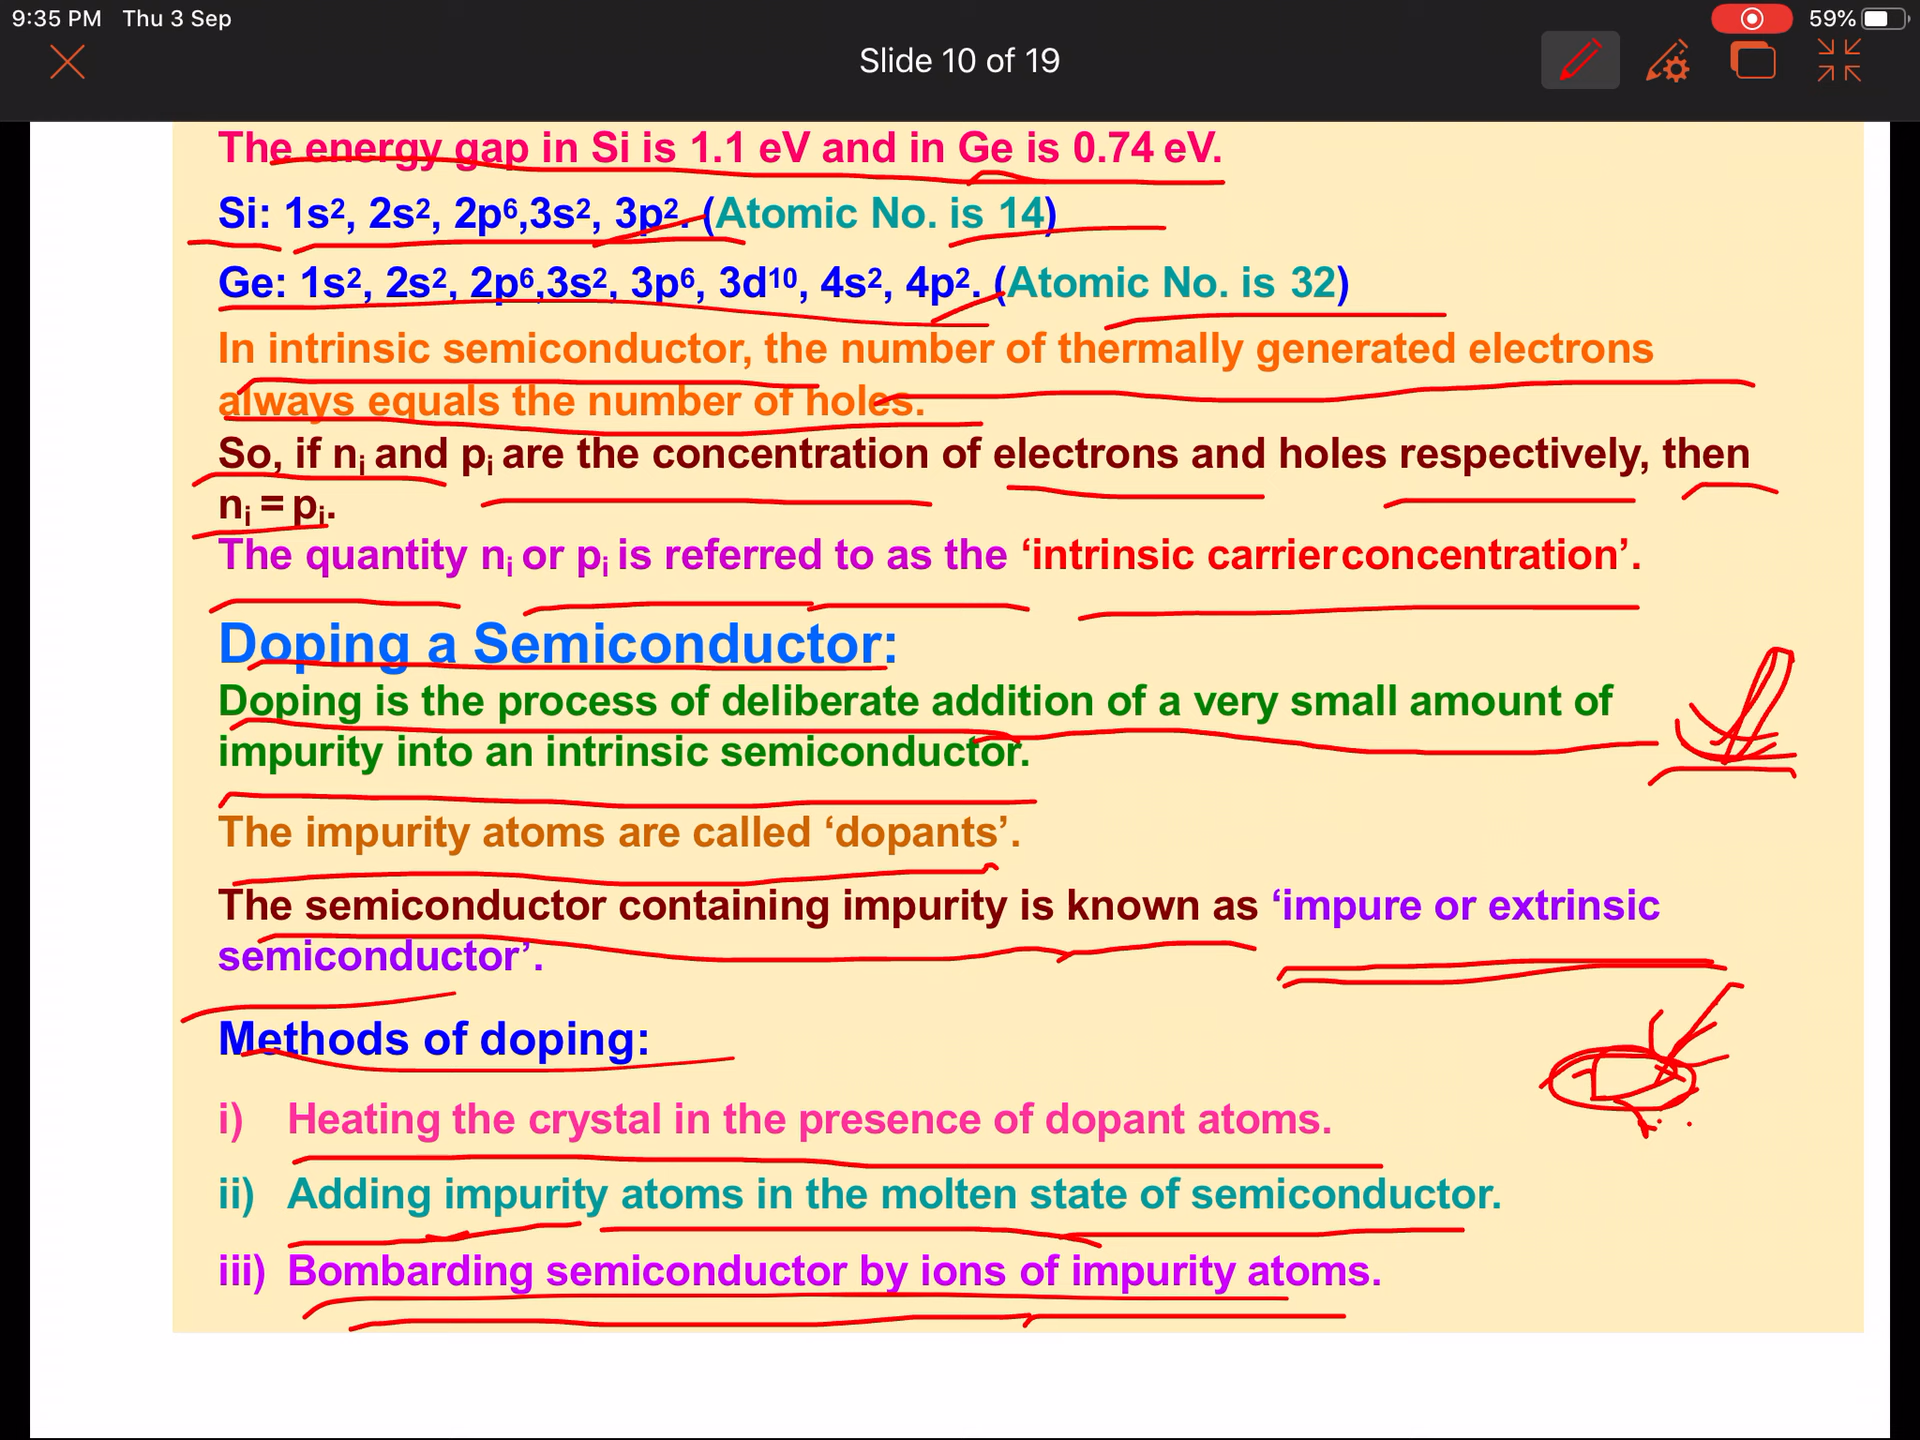 9:35 PM Thu 3 Sep
59%
Slide 10 of 19
The energy gap in Si is 1.1 eV and in Ge is 0.74 eV.
Si: 1s², 2s², 2p⁶,3s², 3p². (Atomic No. is 14)
Ge: 1s², 2s², 2p⁶,3s², 3p⁶, 3d¹⁰, 4s², 4p². (Atomic No. is 32)
In intrinsic semiconductor, the number of thermally generated electrons
always equals the number of holes.
So, if nᵢ and pᵢ are the concentration of electrons and holes respectively, then
nᵢ = pᵢ.
The quantity nᵢ or pᵢ is referred to as the ‘intrinsic carrier concentration’.
Doping a Semiconductor:
Doping is the process of deliberate addition of a very small amount of
impurity into an intrinsic semiconductor.
The impurity atoms are called ‘dopants’.
The semiconductor containing impurity is known as ‘impure or extrinsic
semiconductor’.
Methods of doping:
i) Heating the crystal in the presence of dopant atoms.
ii) Adding impurity atoms in the molten state of semiconductor.
iii) Bombarding semiconductor by ions of impurity atoms.